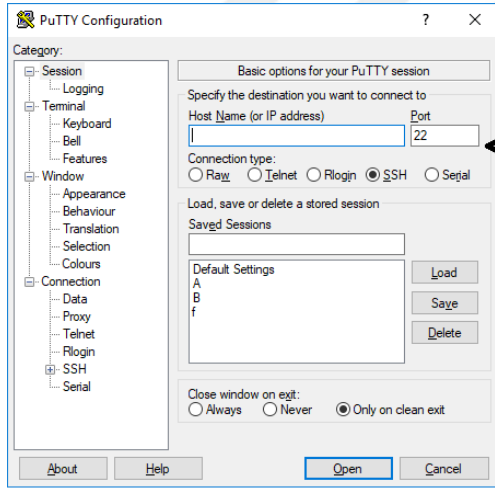 PuTTY Configuration ? ×
Category:
Session
Logging
Terminal
Keyboard
Bell
Features
Window
Appearance
Behaviour
Translation
Selection
Colours
Connection
Data
Proxy
Telnet
Rlogin
SSH
Serial
Basic options for your PuTTY session
Specify the destination you want to connect to
Host Name (or IP address) Port
22
Connection type:
Raw Telnet Rlogin SSH Serial
Load, save or delete a stored session
Saved Sessions
Default Settings
A
B
f
Load
Save
Delete
Close window on exit:
Always Never Only on clean exit
About Help Open Cancel